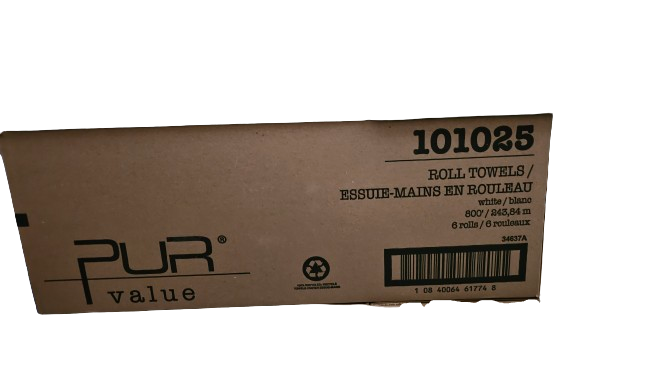 101025
ROLL TOWELS /
ESSUIE-MAINS EN ROULEAU
white / blanc
800' / 243,84 m
6 rolls / 6 rouleaux
34637A
1 08 40064 61774 8
PUR®
value